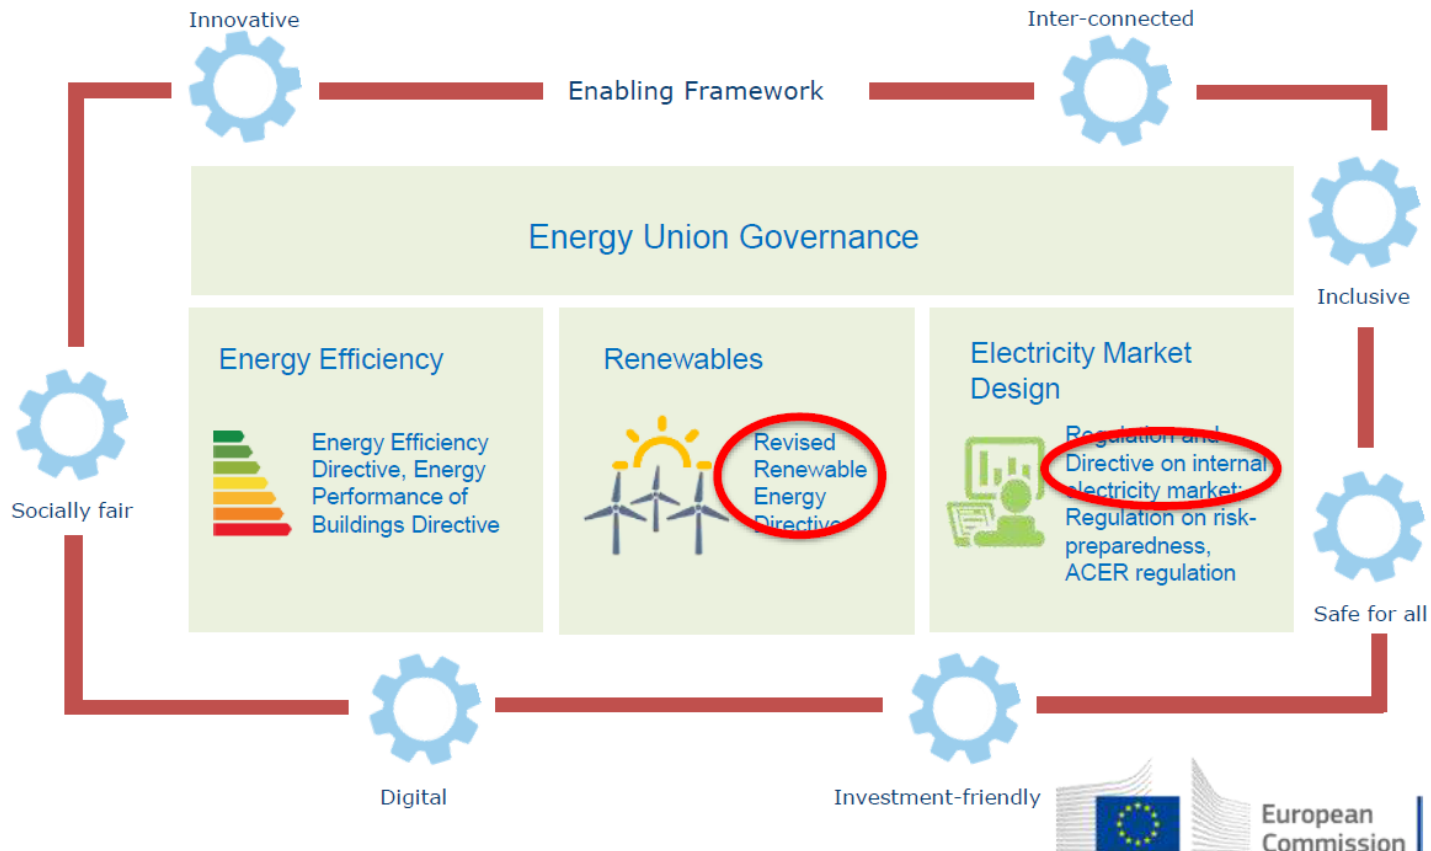 Innovative
Inter-connected
Enabling Framework
Energy Union Governance
Inclusive
Energy Efficiency
Energy Efficiency
Directive, Energy
Performance of
Buildings Directive
Renewables
Revised
Renewable
Energy
Directive
Electricity Market
Design
Regulation and
Directive on internal
electricity market;
Regulation on risk-
preparedness,
ACER regulation
Socially fair
Safe for all
Digital
Investment-friendly
European
Commission